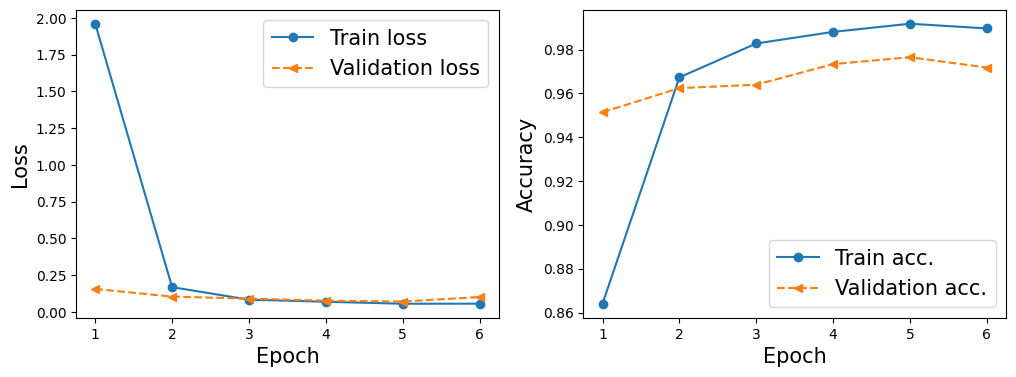 2.00
1.75
1.50
1.25
1.00
0.75
0.50
0.25
0.00
Loss
1 2 3 4 5 6
Epoch
Train loss
Validation loss
0.98
0.96
0.94
0.92
0.90
0.88
0.86
Accuracy
1 2 3 4 5 6
Epoch
Train acc.
Validation acc.